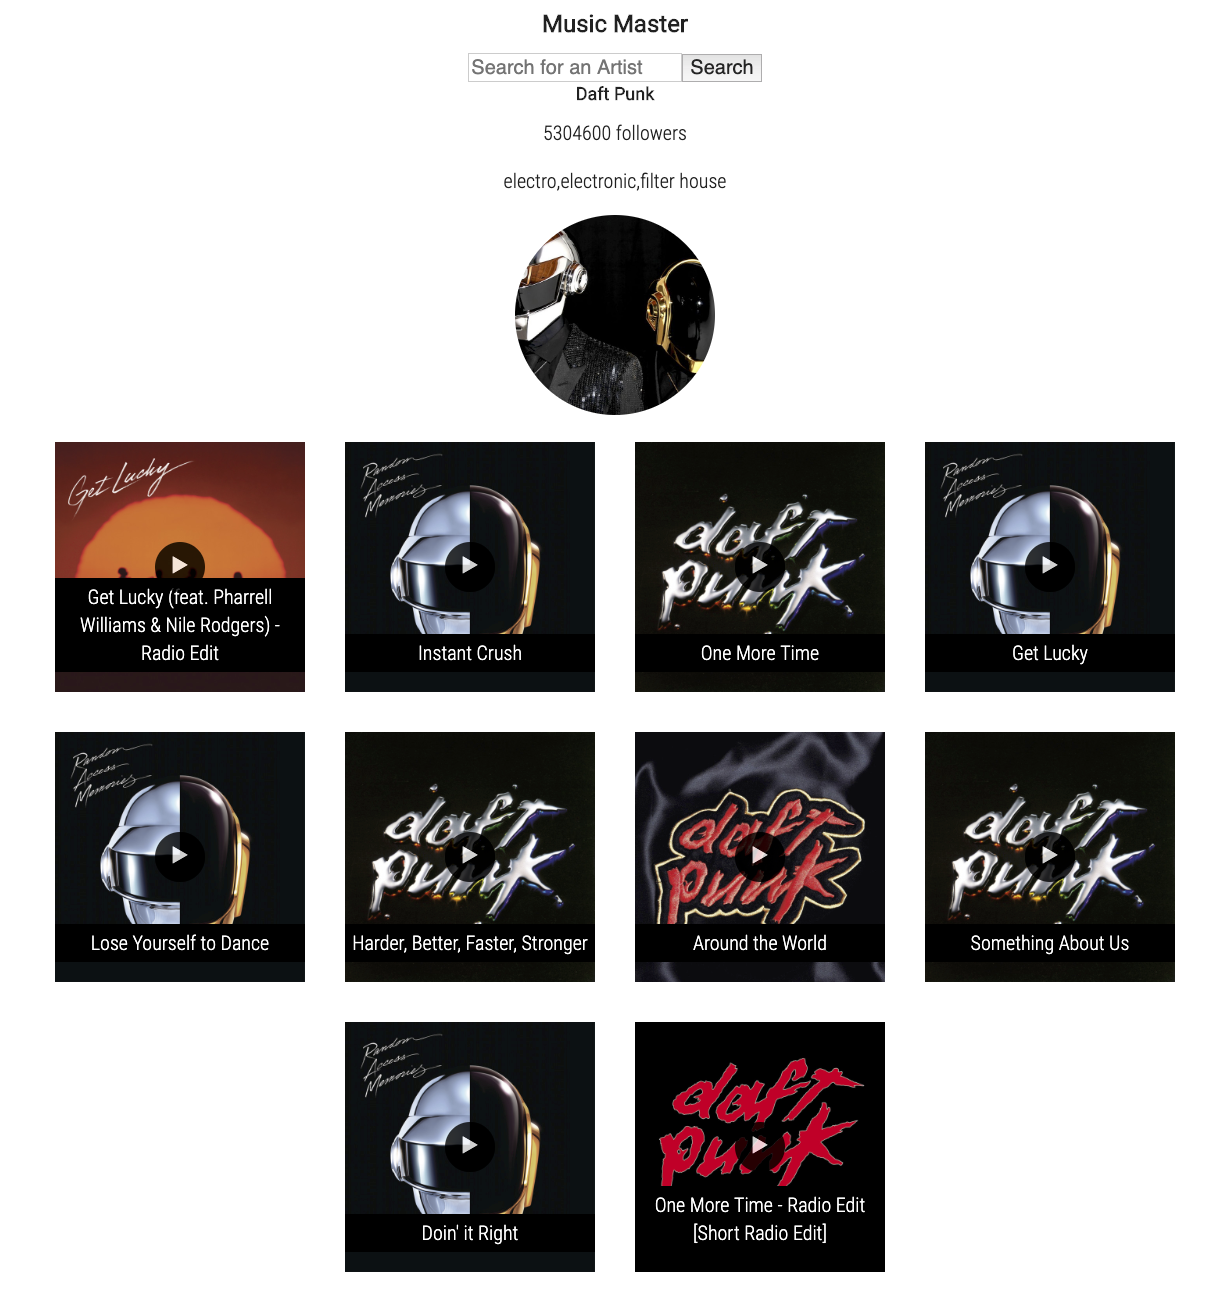 Music Master
Search for an Artist Search
Daft Punk
5304600 followers
electro,electronic,filter house
Get Lucky
Get Lucky (feat. Pharrell
Williams & Nile Rodgers) -
Radio Edit
Random
Access
Memories
Instant Crush
daft
punk
One More Time
Random
Access
Memories
Get Lucky
Random
Access
Memories
Lose Yourself to Dance
daft
punk
Harder, Better, Faster, Stronger
daft
punk
Around the World
daft
punk
Something About Us
Random
Access
Memories
Doin' it Right
daft
punk
One More Time - Radio Edit
[Short Radio Edit]